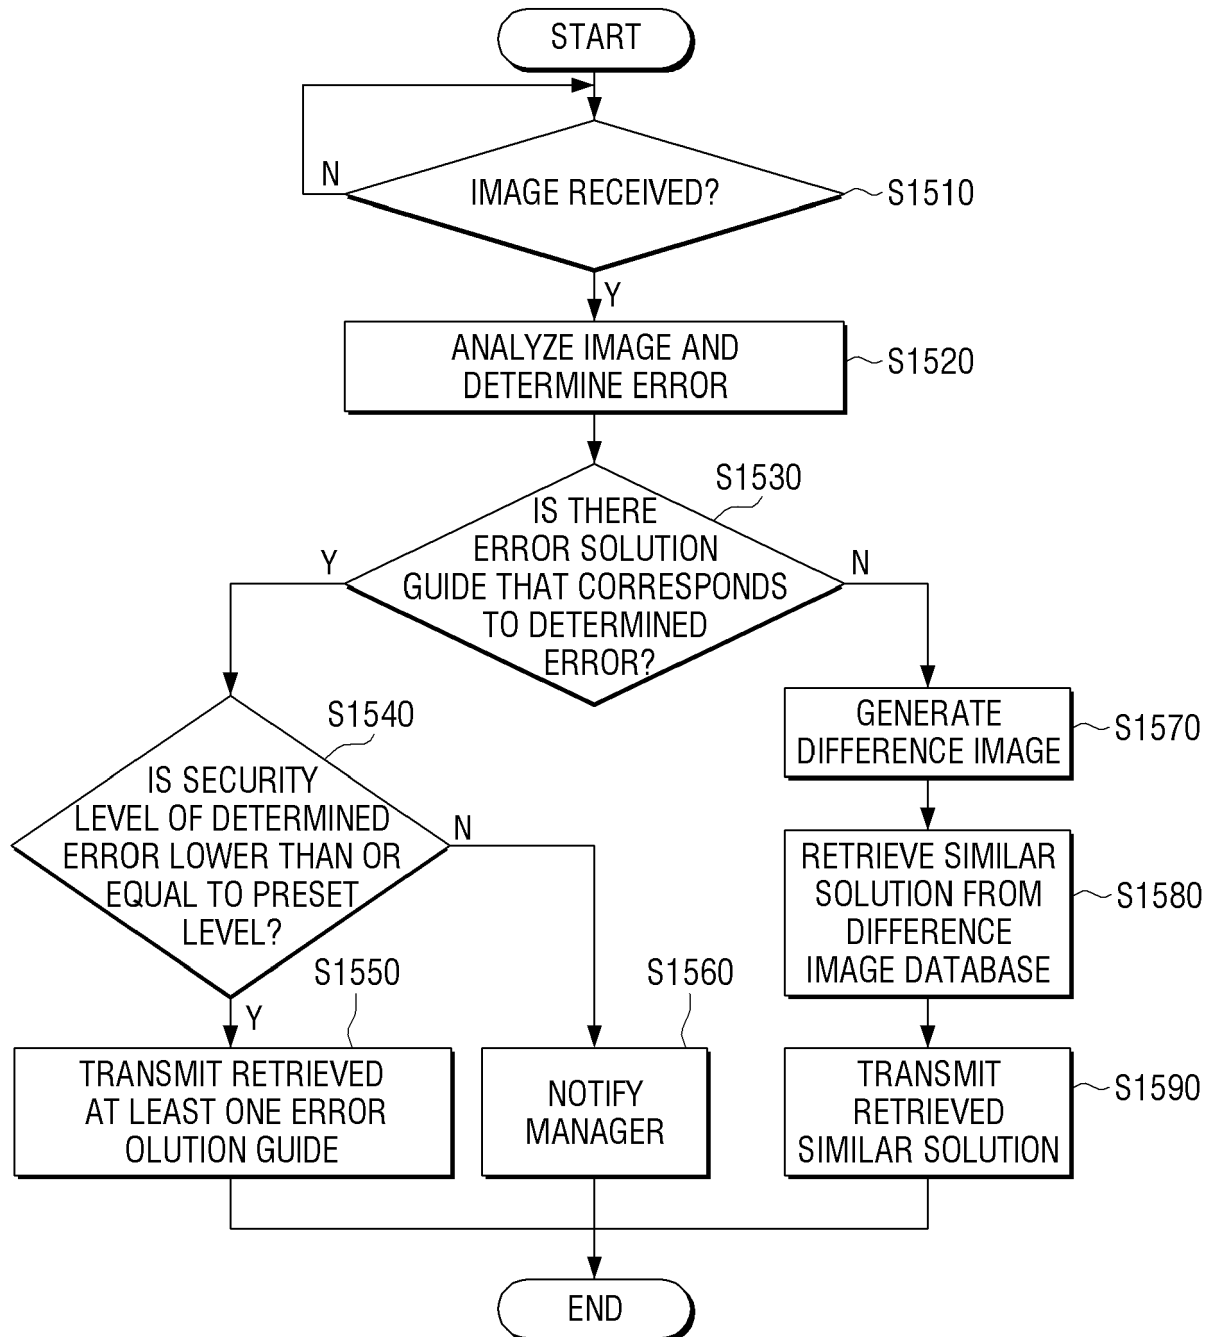 START
N
IMAGE RECEIVED?
S1510
Y
ANALYZE IMAGE AND
DETERMINE ERROR
S1520
S1530
IS THERE
ERROR SOLUTION
GUIDE THAT CORRESPONDS
TO DETERMINED
ERROR?
Y
N
S1540
IS SECURITY
LEVEL OF DETERMINED
ERROR LOWER THAN OR
EQUAL TO PRESET
LEVEL?
N
Y
GENERATE
DIFFERENCE IMAGE
S1570
RETRIEVE SIMILAR
SOLUTION FROM
DIFFERENCE
IMAGE DATABASE
S1580
S1550
TRANSMIT RETRIEVED
AT LEAST ONE ERROR
OLUTION GUIDE
S1560
NOTIFY
MANAGER
TRANSMIT
RETRIEVED
SIMILAR SOLUTION
S1590
END